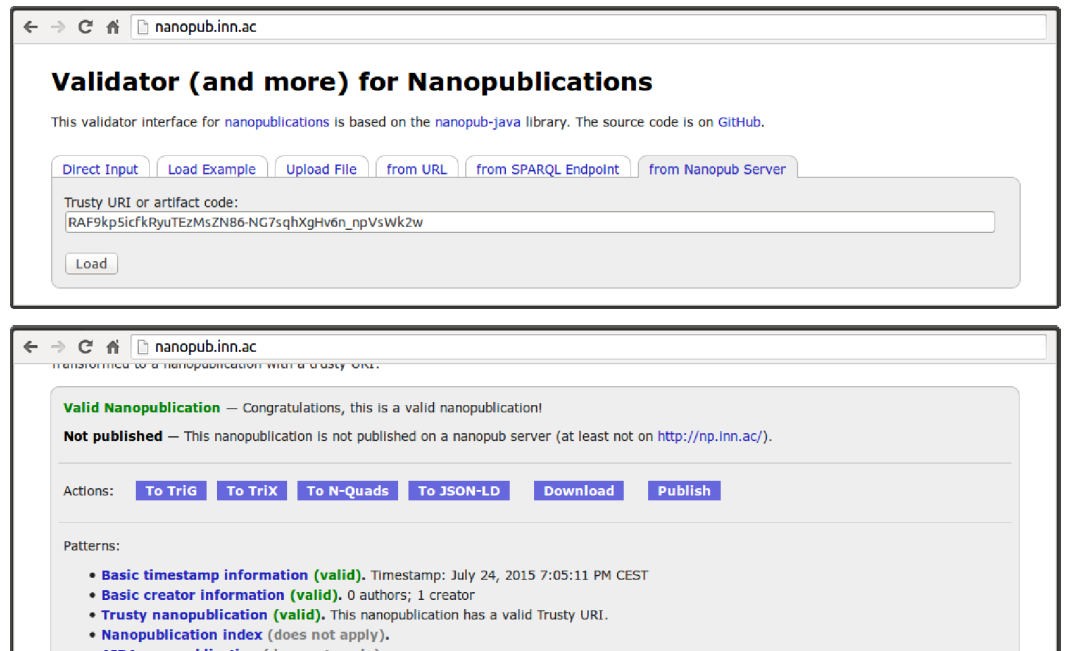 nanopub.inn.ac
Validator (and more) for Nanopublications
This validator interface for nanopublications is based on the nanopub-java library. The source code is on GitHub.
Direct Input Load Example Upload File from URL from SPARQL Endpoint from Nanopub Server
Trusty URI or artifact code:
RAF9kp5icfkRyuTEzMsZN86-NG7sqhXgHv6n_npVsWk2w
Load
nanopub.inn.ac
Transformed to a nanopublication with a trusty URI.
Valid Nanopublication — Congratulations, this is a valid nanopublication!
Not published — This nanopublication is not published on a nanopub server (at least not on http://np.inn.ac/).
Actions: To TriG To TriX To N-Quads To JSON-LD Download Publish
Patterns:
• Basic timestamp information (valid). Timestamp: July 24, 2015 7:05:11 PM CEST
• Basic creator information (valid). 0 authors; 1 creator
• Trusty nanopublication (valid). This nanopublication has a valid Trusty URI.
• Nanopublication index (does not apply).